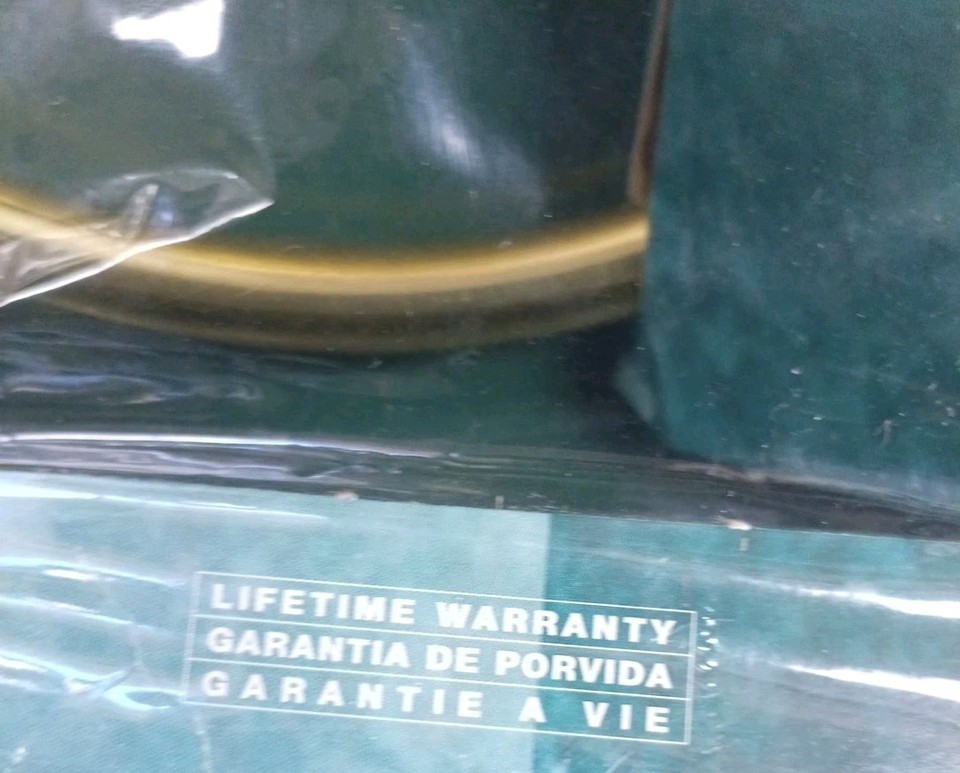 LIFETIME WARRANTY
GARANTIA DE PORVIDA
GARANTIE A VIE